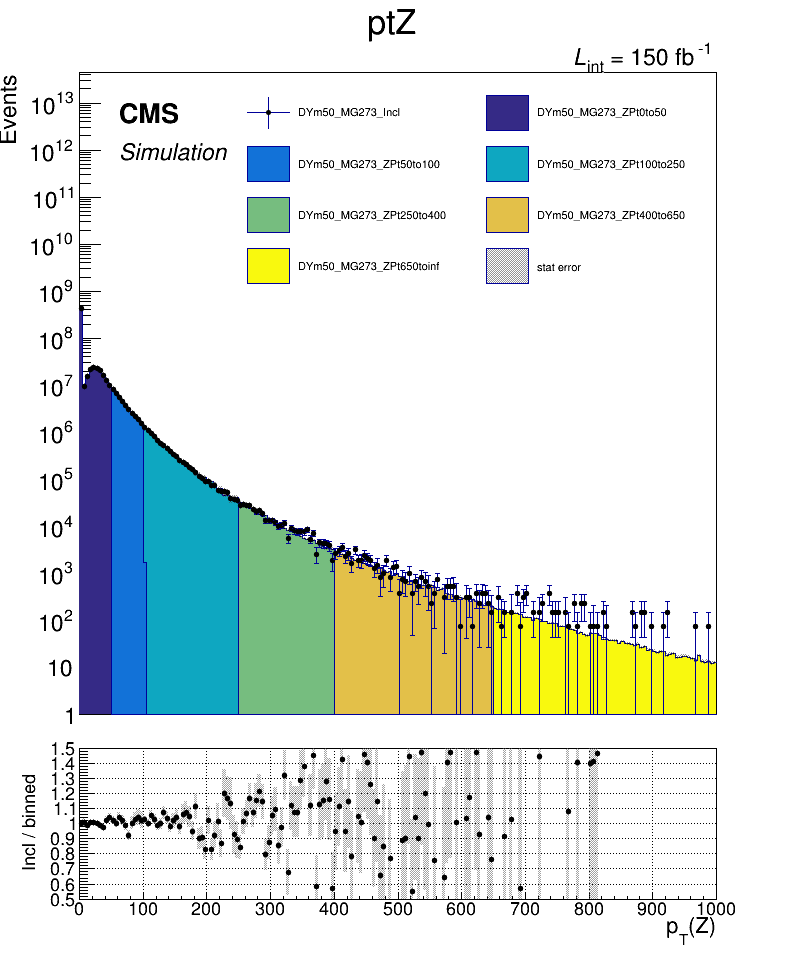 ptZ
L_int = 150 fb^-1
Events
10^13
10^12
10^11
10^10
10^9
10^8
10^7
10^6
10^5
10^4
10^3
10^2
10
1
CMS
Simulation
DYm50_MG273_Incl
DYm50_MG273_ZPt0to50
DYm50_MG273_ZPt50to100
DYm50_MG273_ZPt100to250
DYm50_MG273_ZPt250to400
DYm50_MG273_ZPt400to650
DYm50_MG273_ZPt650toinf
stat error
Incl / binned
1.5
1.4
1.3
1.2
1.1
1
0.9
0.8
0.7
0.6
0.5
0 100 200 300 400 500 600 700 800 900 1000
p_T(Z)